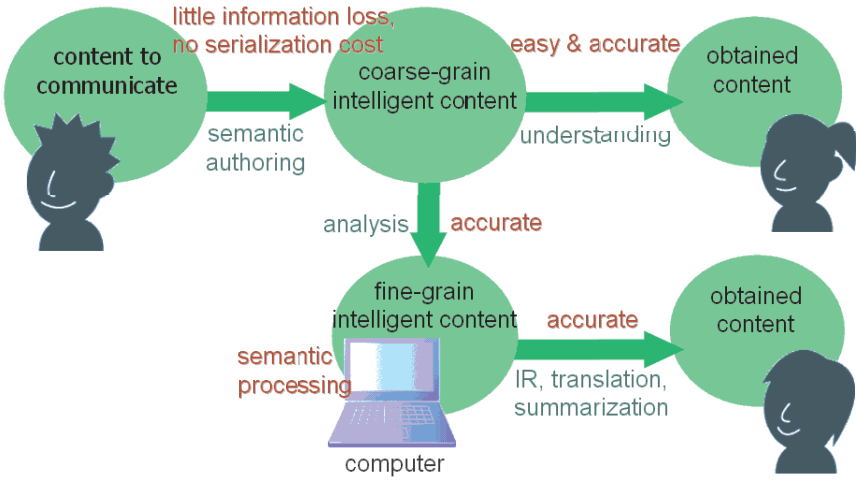 little information loss,
no serialization cost
content to
communicate
semantic
authoring
coarse-grain
intelligent content
easy & accurate
understanding
obtained
content
analysis
accurate
fine-grain
intelligent content
semantic
processing
computer
accurate
IR, translation,
summarization
obtained
content